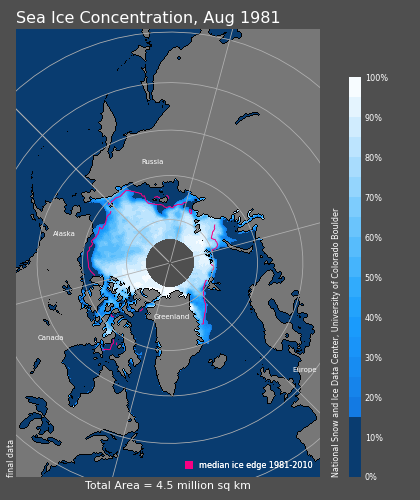 Sea Ice Concentration, Aug 1981
Russia
Alaska
Greenland
Canada
Europe
median ice edge 1981-2010
final data
Total Area = 4.5 million sq km
100%
90%
80%
70%
60%
50%
40%
30%
20%
10%
0%
National Snow and Ice Data Center, University of Colorado Boulder